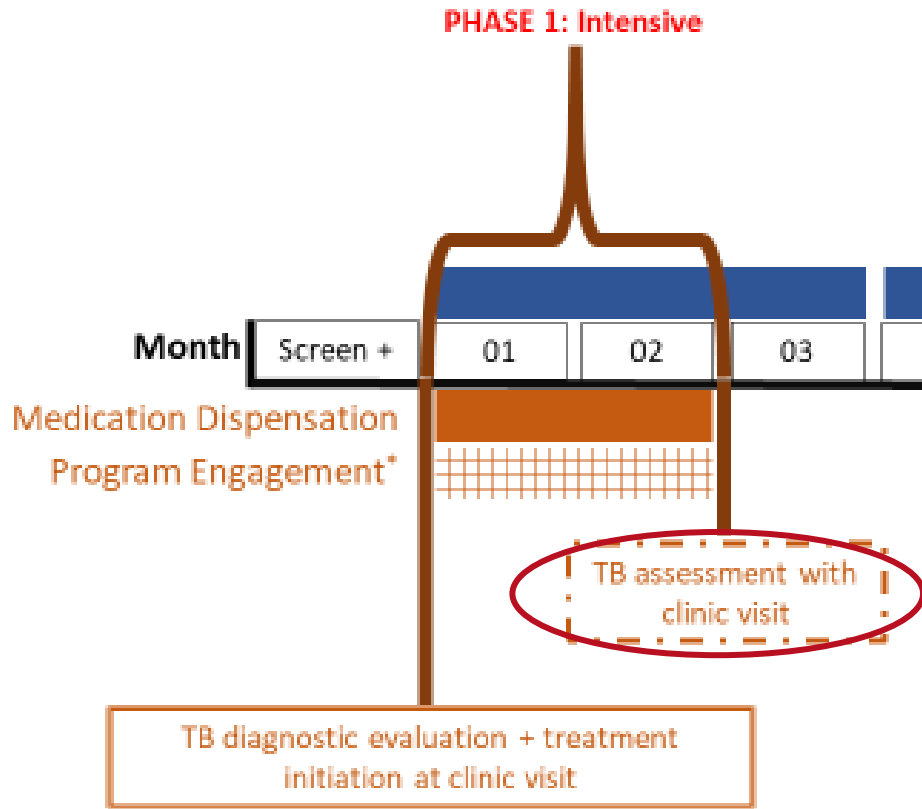 PHASE 1: Intensive
Month Screen + 01 02 03
Medication Dispensation
Program Engagement*
TB assessment with
clinic visit
TB diagnostic evaluation + treatment
initiation at clinic visit